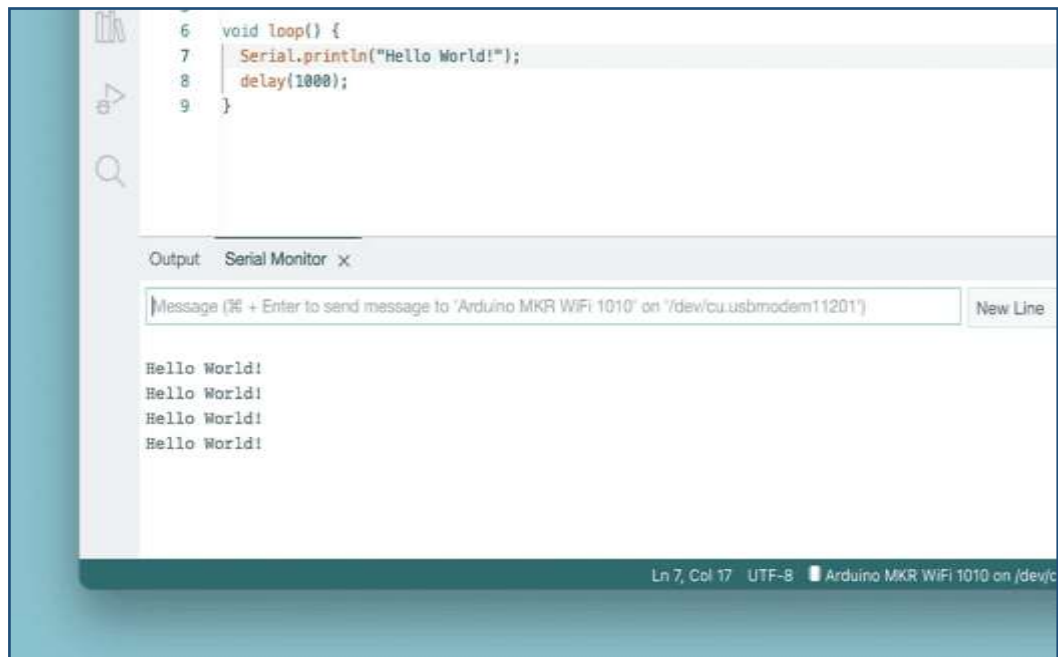 6 void loop() {
7 Serial.println("Hello World!");
8 delay(1000);
9 }
Output Serial Monitor ×
Message (⌘ + Enter to send message to 'Arduino MKR WiFi 1010' on '/dev/cu.usbmodem11201') New Line
Hello World!
Hello World!
Hello World!
Hello World!
Ln 7, Col 17 UTF-8 Arduino MKR WiFi 1010 on /dev/c